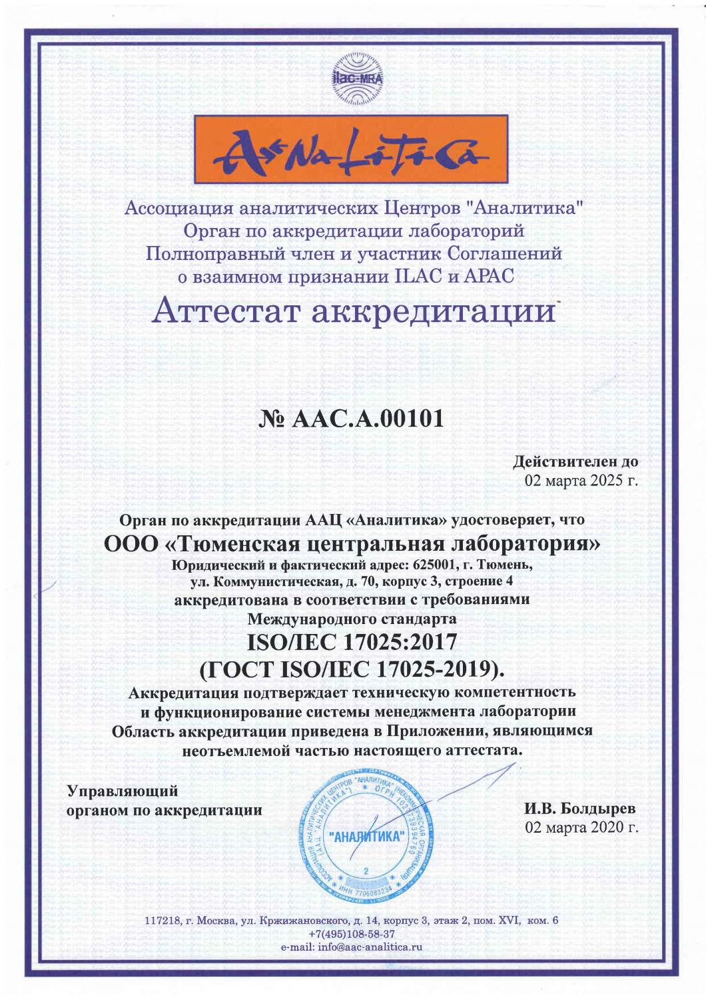 ilac-MRA
AnaLiTiCa
Ассоциация аналитических Центров "Аналитика"
Орган по аккредитации лабораторий
Полноправный член и участник Соглашений
о взаимном признании ILAC и APAC
Аттестат аккредитации
№ ААС.А.00101
Действителен до
02 марта 2025 г.
Орган по аккредитации ААЦ «Аналитика» удостоверяет, что
ООО «Тюменская центральная лаборатория»
Юридический и фактический адрес: 625001, г. Тюмень,
ул. Коммунистическая, д. 70, корпус 3, строение 4
аккредитована в соответствии с требованиями
Международного стандарта
ISO/IEC 17025:2017
(ГОСТ ISO/IEC 17025-2019).
Аккредитация подтверждает техническую компетентность
и функционирование системы менеджмента лаборатории
Область аккредитации приведена в Приложении, являющимся
неотъемлемой частью настоящего аттестата.
Управляющий
органом по аккредитации
АССОЦИАЦИЯ АНАЛИТИЧЕСКИХ ЦЕНТРОВ "АНАЛИТИКА" (НЕКОММЕРЧЕСКАЯ ОРГАНИЗАЦИЯ)
(ААЦ "АНАЛИТИКА") * ОГРН 1027739394760
"АНАЛИТИКА"
2
* ИНН 7706083234 *
И.В. Болдырев
02 марта 2020 г.
117218, г. Москва, ул. Кржижановского, д. 14, корпус 3, этаж 2, пом. XVI, ком. 6
+7(495)108-58-37
e-mail: info@aac-analitica.ru